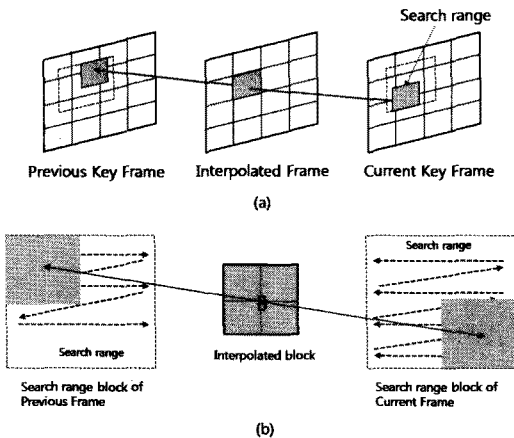 Search range
Previous Key Frame
Interpolated Frame
Current Key Frame
(a)
Search range
Search range
Interpolated block
Search range block of
Previous Frame
Search range block of
Current Frame
(b)